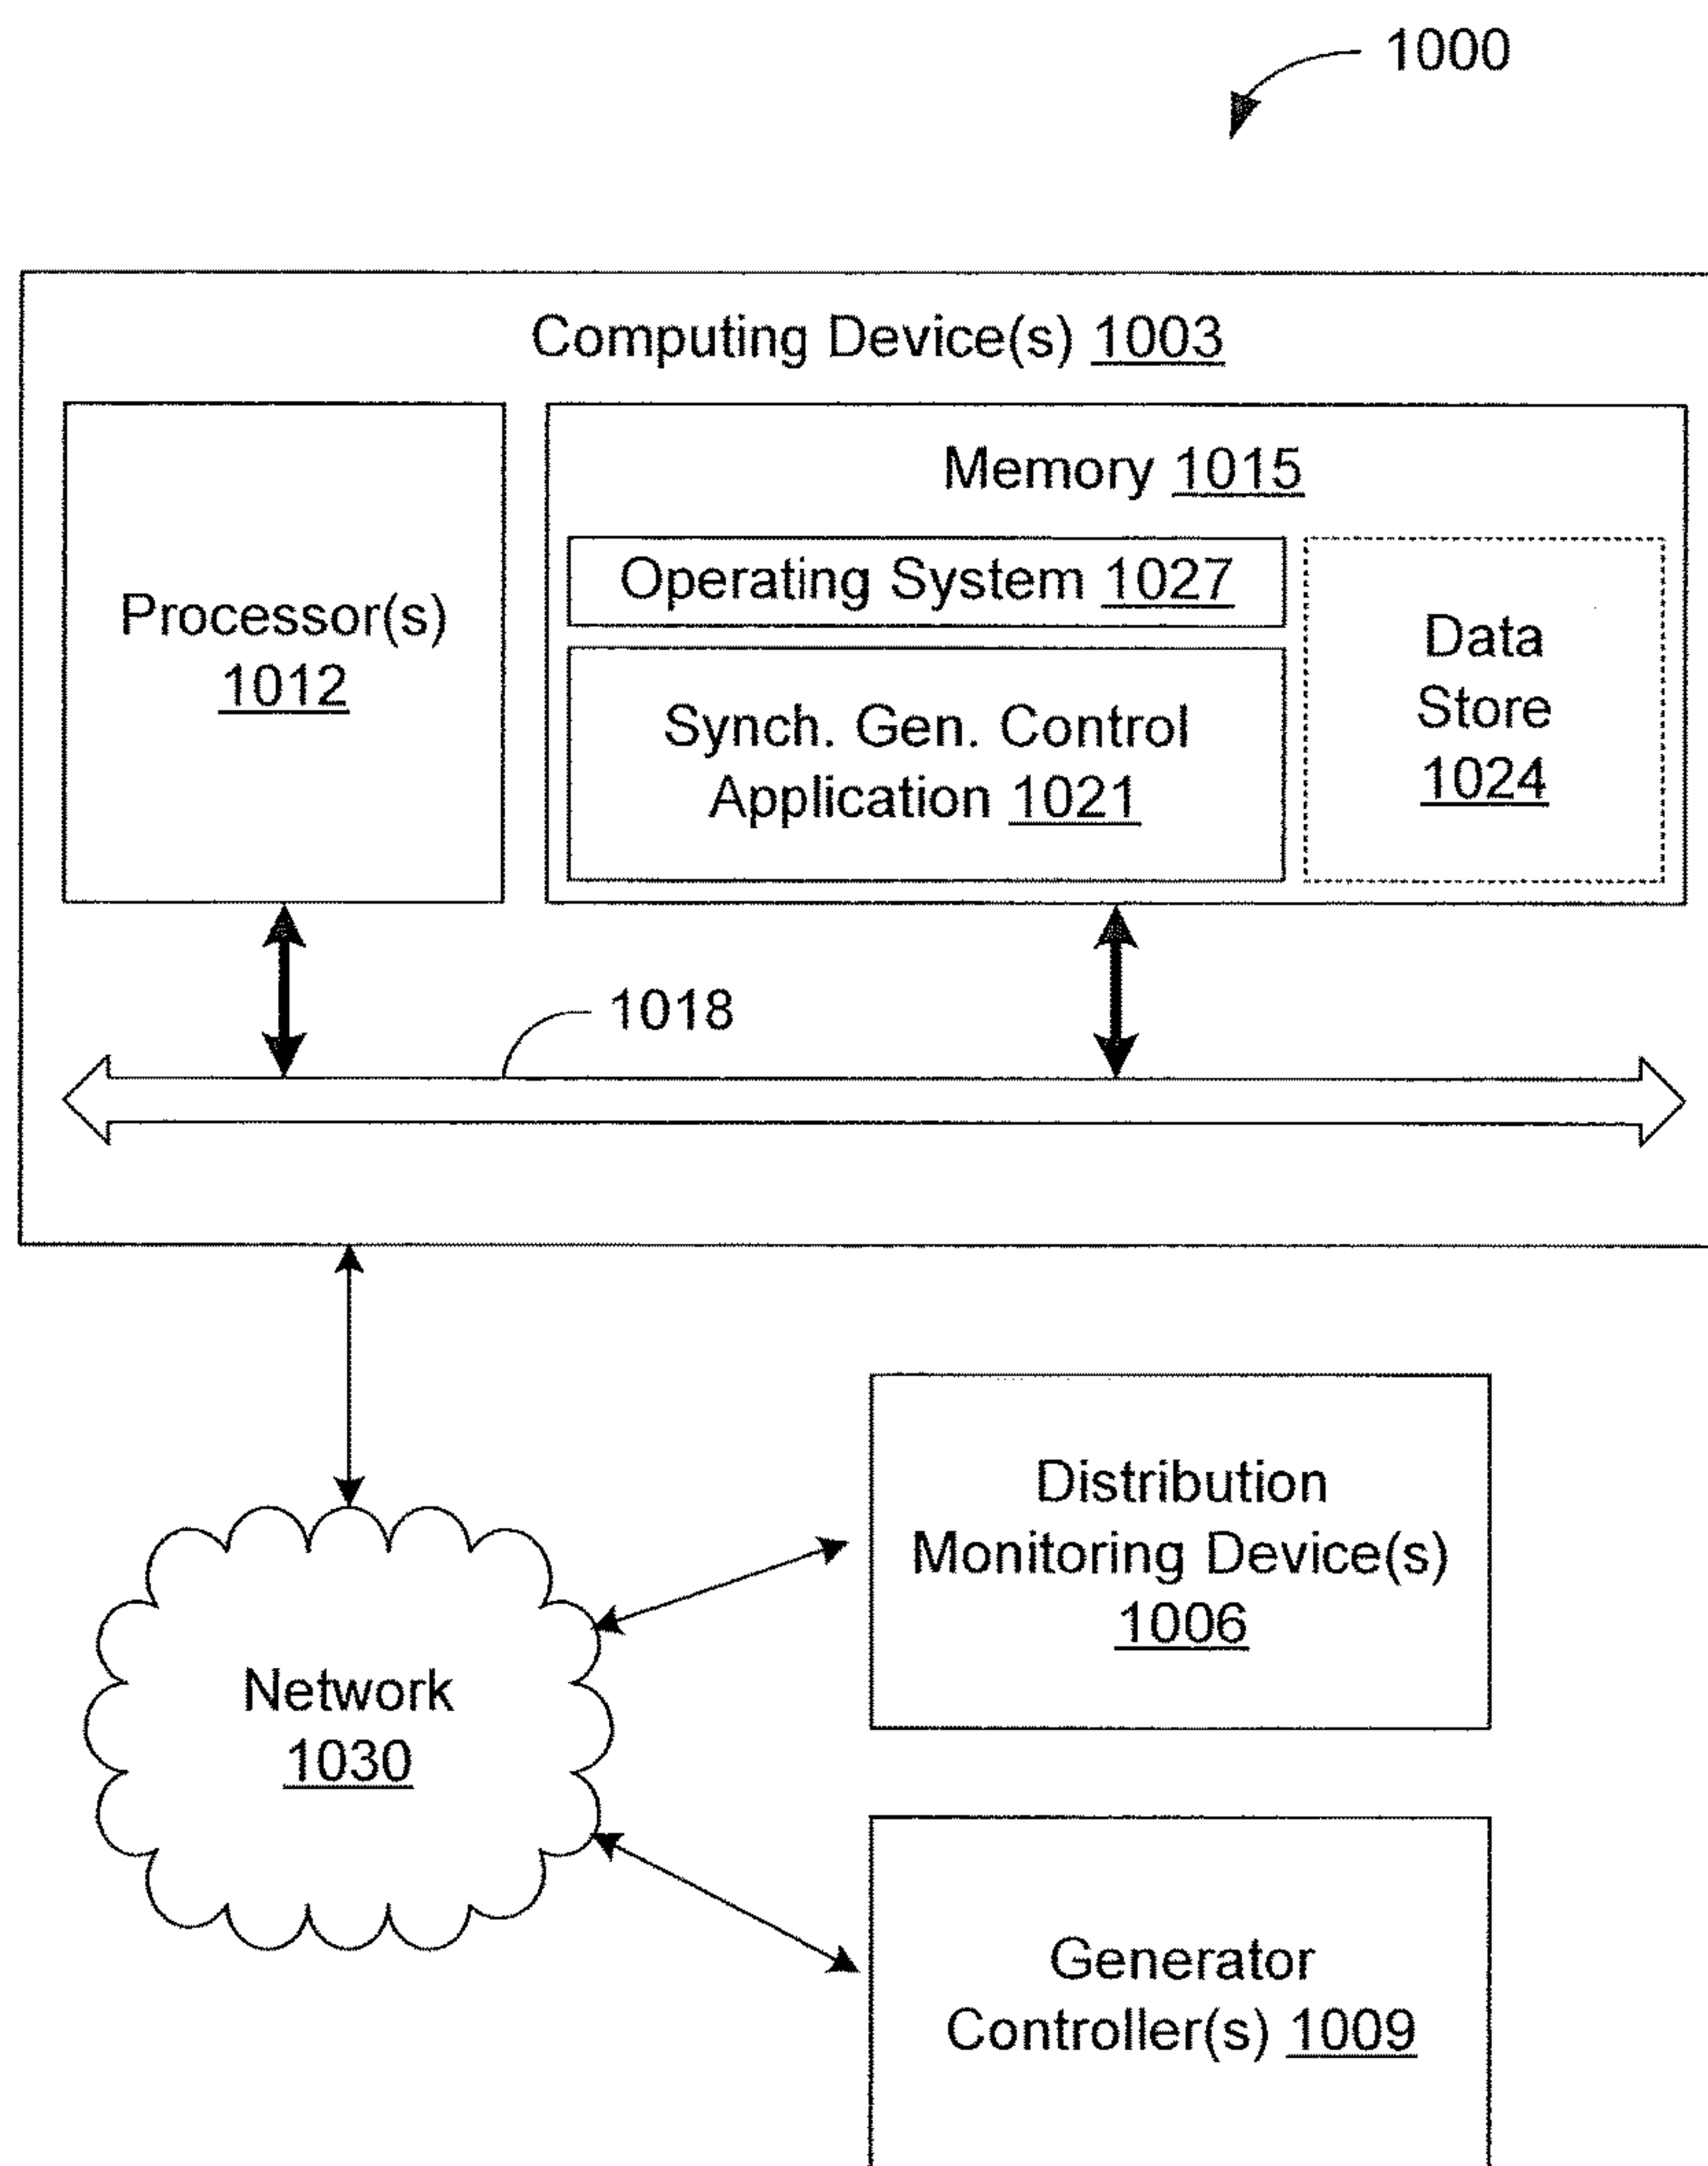 1000
Computing Device(s) 1003
Processor(s)
1012
Memory 1015
Operating System 1027
Synch. Gen. Control
Application 1021
Data
Store
1024
1018
Distribution
Monitoring Device(s)
1006
Network
1030
Generator
Controller(s) 1009